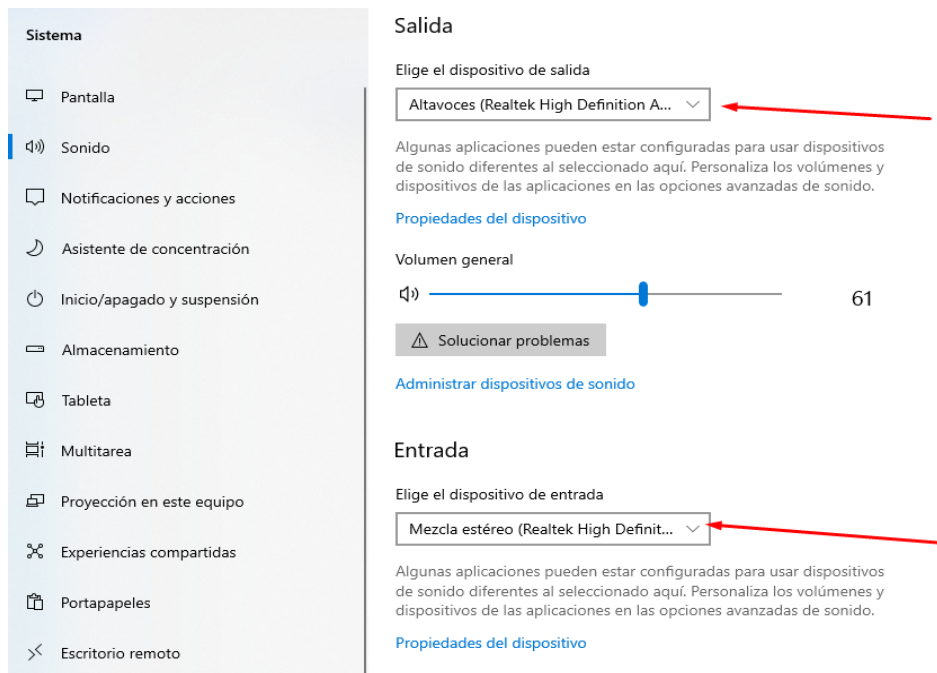 Sistema
Pantalla
Sonido
Notificaciones y acciones
Asistente de concentración
Inicio/apagado y suspensión
Almacenamiento
Tableta
Multitarea
Proyección en este equipo
Experiencias compartidas
Portapapeles
Escritorio remoto
Salida
Elige el dispositivo de salida
Altavoces (Realtek High Definition A...
Algunas aplicaciones pueden estar configuradas para usar dispositivos
de sonido diferentes al seleccionado aquí. Personaliza los volúmenes y
dispositivos de las aplicaciones en las opciones avanzadas de sonido.
Propiedades del dispositivo
Volumen general
61
Solucionar problemas
Administrar dispositivos de sonido
Entrada
Elige el dispositivo de entrada
Mezcla estéreo (Realtek High Definit...
Algunas aplicaciones pueden estar configuradas para usar dispositivos
de sonido diferentes al seleccionado aquí. Personaliza los volúmenes y
dispositivos de las aplicaciones en las opciones avanzadas de sonido.
Propiedades del dispositivo